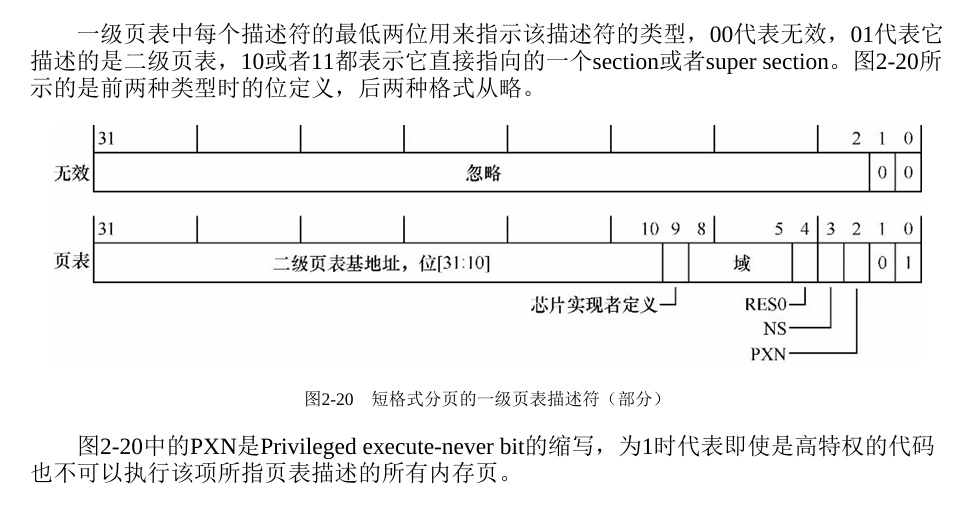 一级页表中每个描述符的最低两位用来指示该描述符的类型，00代表无效，01代表它
描述的是二级页表，10或者11都表示它直接指向的一个section或者super section。图2-20所
示的是前两种类型时的位定义，后两种格式从略。
31 2 1 0
无效 忽略 0 0
31 10 9 8 5 4 3 2 1 0
页表 二级页表基地址，位[31:10] 域 0 1
芯片实现者定义 RES0
NS
PXN
图2-20 短格式分页的一级页表描述符（部分）
图2-20中的PXN是Privileged execute-never bit的缩写，为1时代表即使是高特权的代码
也不可以执行该项所指页表描述的所有内存页。